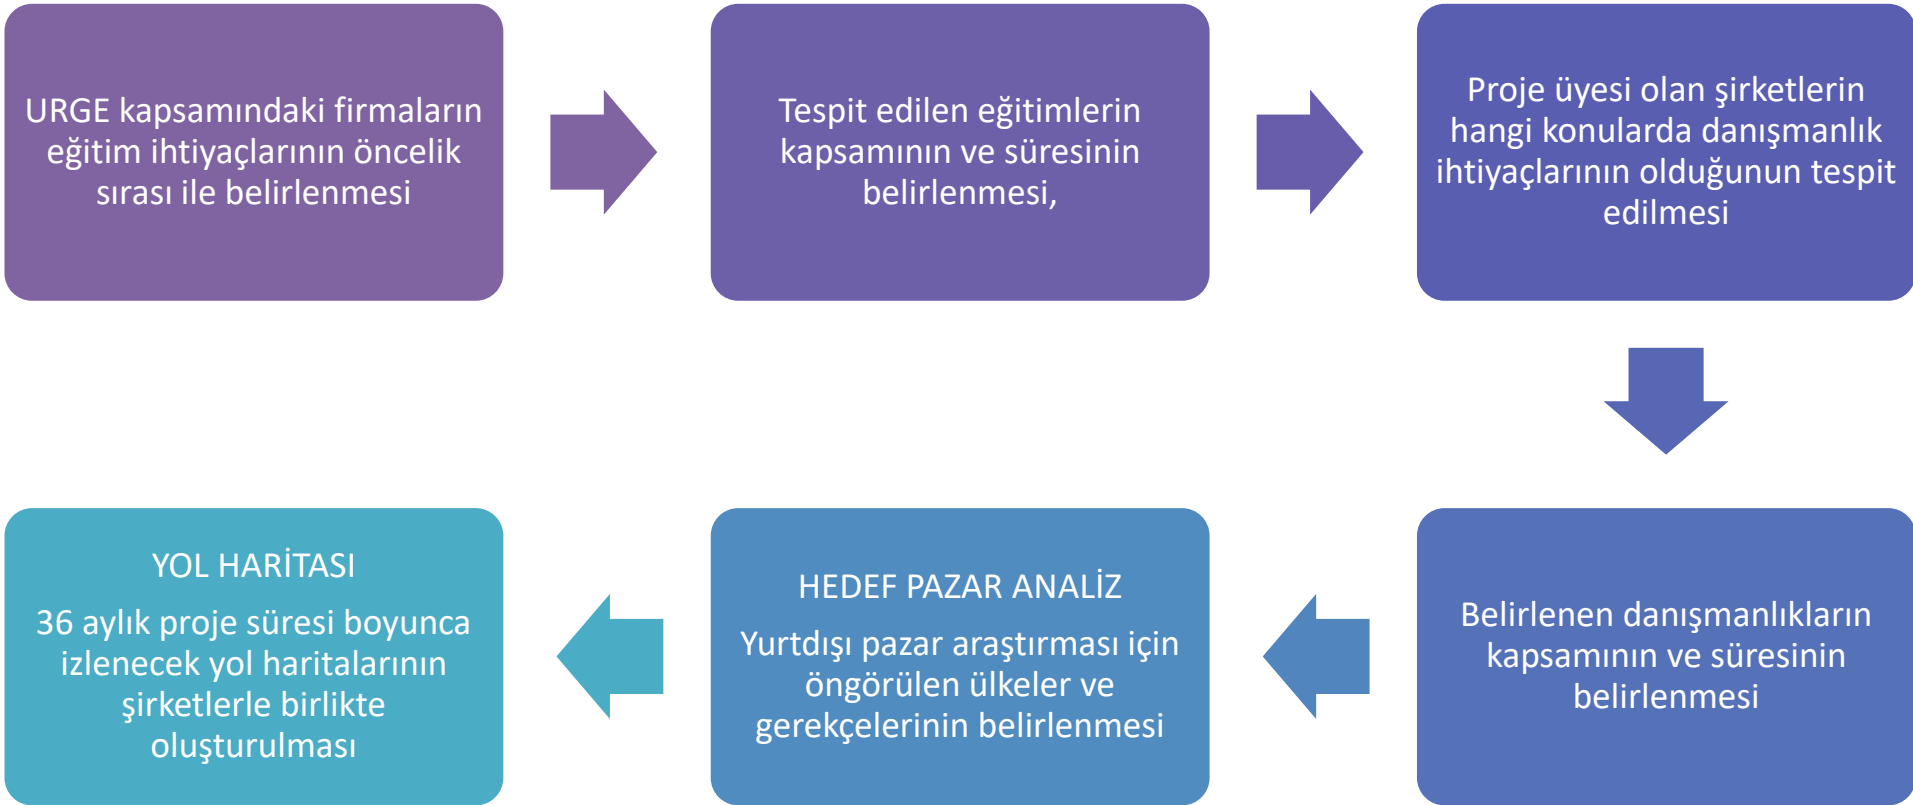 URGE kapsamındaki firmaların
eğitim ihtiyaçlarının öncelik
sırası ile belirlenmesi
Tespit edilen eğitimlerin
kapsamının ve süresinin
belirlenmesi,
Proje üyesi olan şirketlerin
hangi konularda danışmanlık
ihtiyaçlarının olduğunun tespit
edilmesi
Belirlenen danışmanlıkların
kapsamının ve süresinin
belirlenmesi
HEDEF PAZAR ANALİZ
Yurtdışı pazar araştırması için
öngörülen ülkeler ve
gerekçelerinin belirlenmesi
YOL HARİTASI
36 aylık proje süresi boyunca
izlenecek yol haritalarının
şirketlerle birlikte
oluşturulması